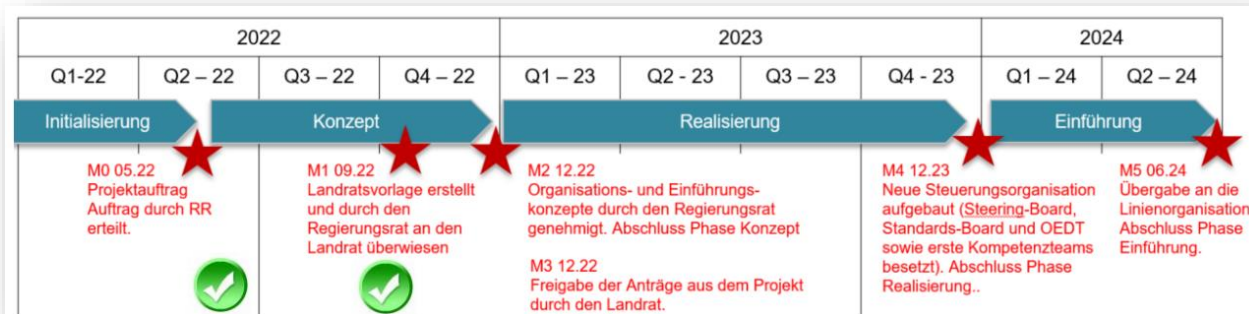 2022
2023
2024
Q1-22
Q2 – 22
Q3 – 22
Q4 – 22
Q1 – 23
Q2 - 23
Q3 – 23
Q4 - 23
Q1 – 24
Q2 – 24
Initialisierung
Konzept
Realisierung
Einführung
M0 05.22
Projektauftrag
Auftrag durch RR
erteilt.
M1 09.22
Landratsvorlage erstellt
und durch den
Regierungsrat an den
Landrat überwiesen
M2 12.22
Organisations- und Einführungs-
konzepte durch den Regierungsrat
genehmigt. Abschluss Phase Konzept
M3 12.22
Freigabe der Anträge aus dem Projekt
durch den Landrat.
M4 12.23
Neue Steuerungsorganisation
aufgebaut (Steering-Board,
Standards-Board und OEDT
sowie erste Kompetenzteams
besetzt). Abschluss Phase
Realisierung..
M5 06.24
Übergabe an die
Linienorganisation
Abschluss Phase
Einführung.